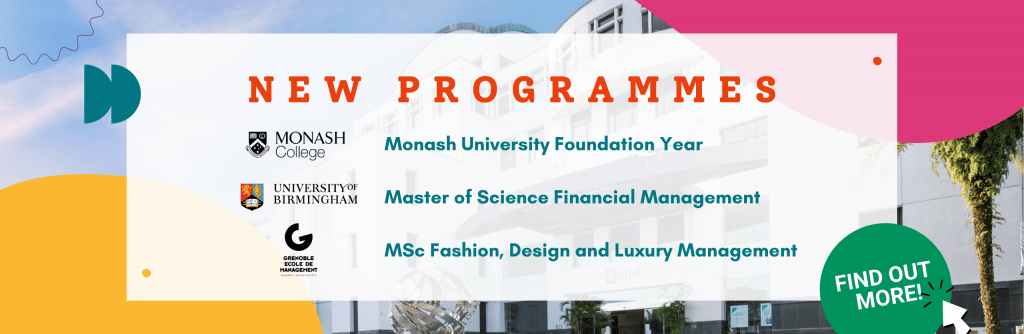 NEW PROGRAMMES
MONASH
College
Monash University Foundation Year
UNIVERSITY OF
BIRMINGHAM
Master of Science Financial Management
GRENOBLE
ECOLE DE
MANAGEMENT
MSc Fashion, Design and Luxury Management
SIM
FIND OUT
MORE!